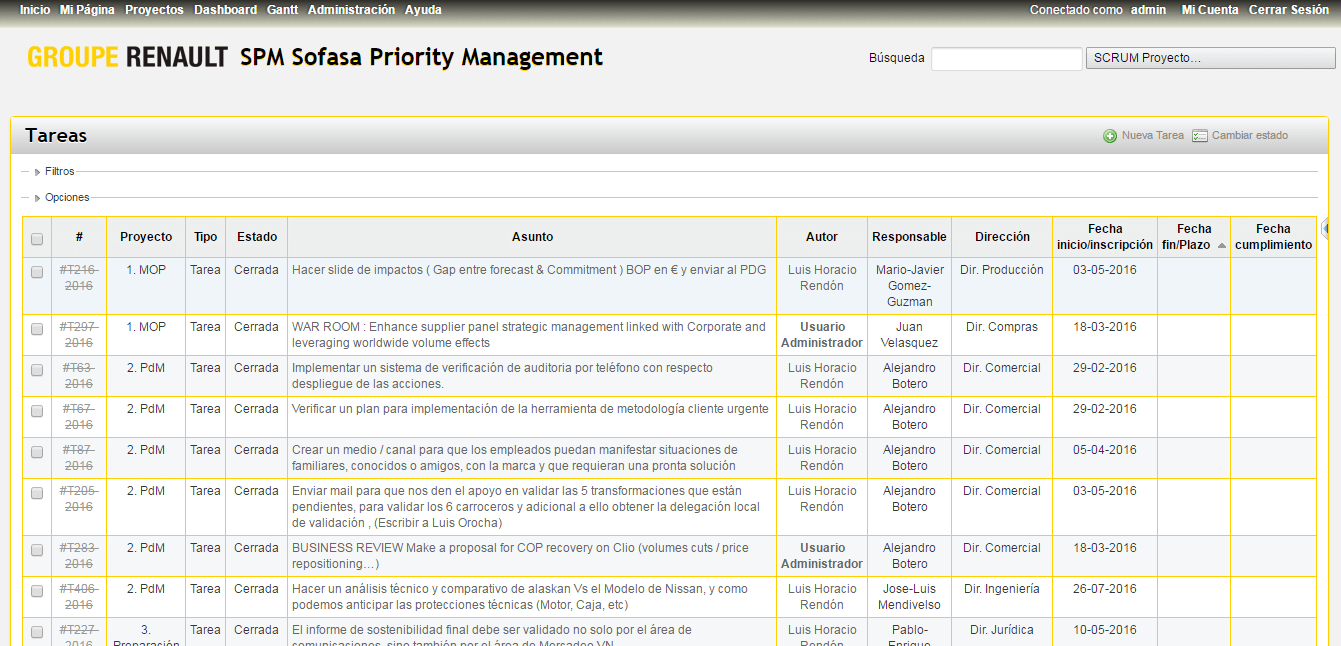 Inicio Mi Página Proyectos Dashboard Gantt Administración Ayuda Conectado como admin Mi Cuenta Cerrar Sesión
GROUPE RENAULT SPM Sofasa Priority Management Búsqueda SCRUM Proyecto...
Tareas Nueva Tarea Cambiar estado
Filtros
Opciones
# Proyecto Tipo Estado Asunto Autor Responsable Dirección Fecha inicio/inscripción Fecha fin/Plazo Fecha cumplimiento
#T216- 1. MOP Tarea Cerrada Hacer slide de impactos ( Gap entre forecast & Commitment ) BOP en € y enviar al PDG Luis Horacio Mario-Javier Dir. Producción 03-05-2016
2016 Rendón Gomez-
Guzman
#T297- 1. MOP Tarea Cerrada WAR ROOM : Enhance supplier panel strategic management linked with Corporate and Usuario Juan Dir. Compras 18-03-2016
2016 leveraging worldwide volume effects Administrador Velasquez
#T63- 2. PdM Tarea Cerrada Implementar un sistema de verificación de auditoria por teléfono con respecto Luis Horacio Alejandro Dir. Comercial 29-02-2016
2016 despliegue de las acciones. Rendón Botero
#T67- 2. PdM Tarea Cerrada Verificar un plan para implementación de la herramienta de metodología cliente urgente Luis Horacio Alejandro Dir. Comercial 29-02-2016
2016 Rendón Botero
#T87- 2. PdM Tarea Cerrada Crear un medio / canal para que los empleados puedan manifestar situaciones de Luis Horacio Alejandro Dir. Comercial 05-04-2016
2016 familiares, conocidos o amigos, con la marca y que requieran una pronta solución Rendón Botero
#T205- 2. PdM Tarea Cerrada Enviar mail para que nos den el apoyo en validar las 5 transformaciones que están Luis Horacio Alejandro Dir. Comercial 03-05-2016
2016 pendientes, para validar los 6 carroceros y adicional a ello obtener la delegación local Rendón Botero
de validación , (Escribir a Luis Orocha)
#T283- 2. PdM Tarea Cerrada BUSINESS REVIEW Make a proposal for COP recovery on Clio (volumes cuts / price Usuario Alejandro Dir. Comercial 18-03-2016
2016 repositioning...) Administrador Botero
#T406- 2. PdM Tarea Cerrada Hacer un análisis técnico y comparativo de alaskan Vs el Modelo de Nissan, y como Luis Horacio Jose-Luis Dir. Ingeniería 26-07-2016
2016 podemos anticipar las protecciones técnicas (Motor, Caja, etc) Rendón Mendivelso
#T227- 3. Tarea Cerrada El informe de sostenibilidad final debe ser validado no solo por el área de Luis Horacio Pablo- Dir. Jurídica 10-05-2016
2016 Preparación comunicaciones, sino también por el área de Mercadeo VN Rendón Enrique